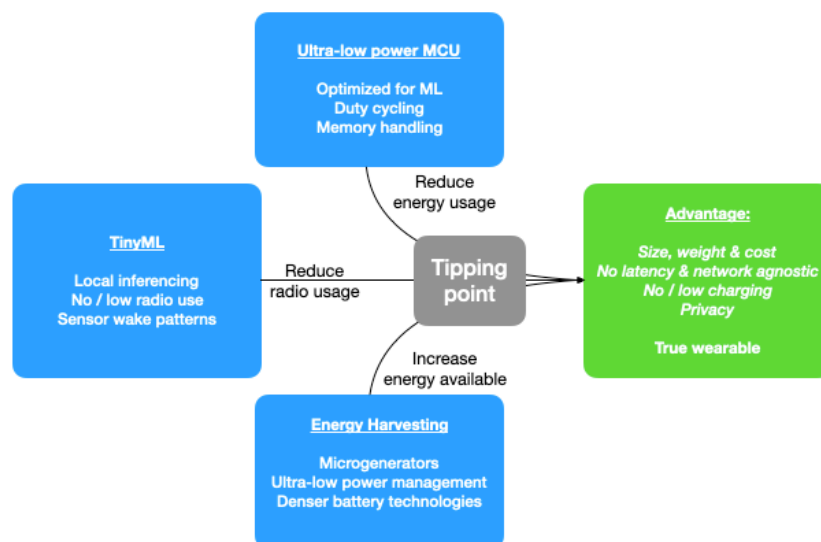 Ultra-low power MCU
Optimized for ML
Duty cycling
Memory handling
Reduce
energy usage
TinyML
Local inferencing
No / low radio use
Sensor wake patterns
Reduce
radio usage
Tipping
point
Advantage:
Size, weight & cost
No latency & network agnostic
No / low charging
Privacy
True wearable
Increase
energy available
Energy Harvesting
Microgenerators
Ultra-low power management
Denser battery technologies